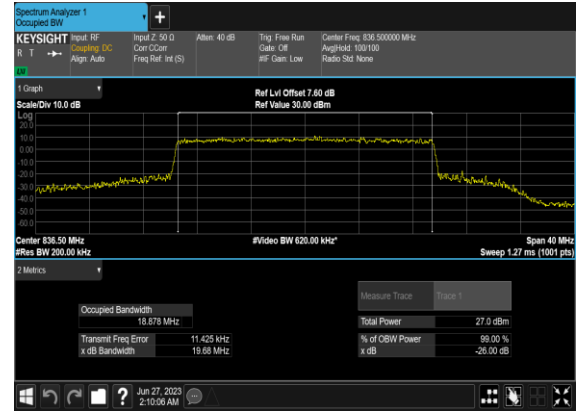 Spectrum Analyzer 1
Occupied BW
KEYSIGHT Input: RF Input Z: 50 Ω Atten: 40 dB Trig: Free Run Center Freq: 836.500000 MHz
R T Coupling: DC Corr CCorr Gate: Off Avg|Hold: 100/100
Align: Auto Freq Ref: Int (S) #IF Gain: Low Radio Std: None
LV
1 Graph Ref Lvl Offset 7.60 dB
Scale/Div 10.0 dB Ref Value 30.00 dBm
Log
20.0
10.0
0.00
-10.0
-20.0
-30.0
-40.0
-50.0
-60.0
Center 836.50 MHz #Video BW 620.00 kHz* Span 40 MHz
#Res BW 200.00 kHz Sweep 1.27 ms (1001 pts)
2 Metrics
Measure Trace Trace 1
Occupied Bandwidth
18.878 MHz Total Power 27.0 dBm
Transmit Freq Error 11.425 kHz % of OBW Power 99.00 %
x dB Bandwidth 19.68 MHz x dB -26.00 dB
? Jun 27, 2023
2:10:06 AM